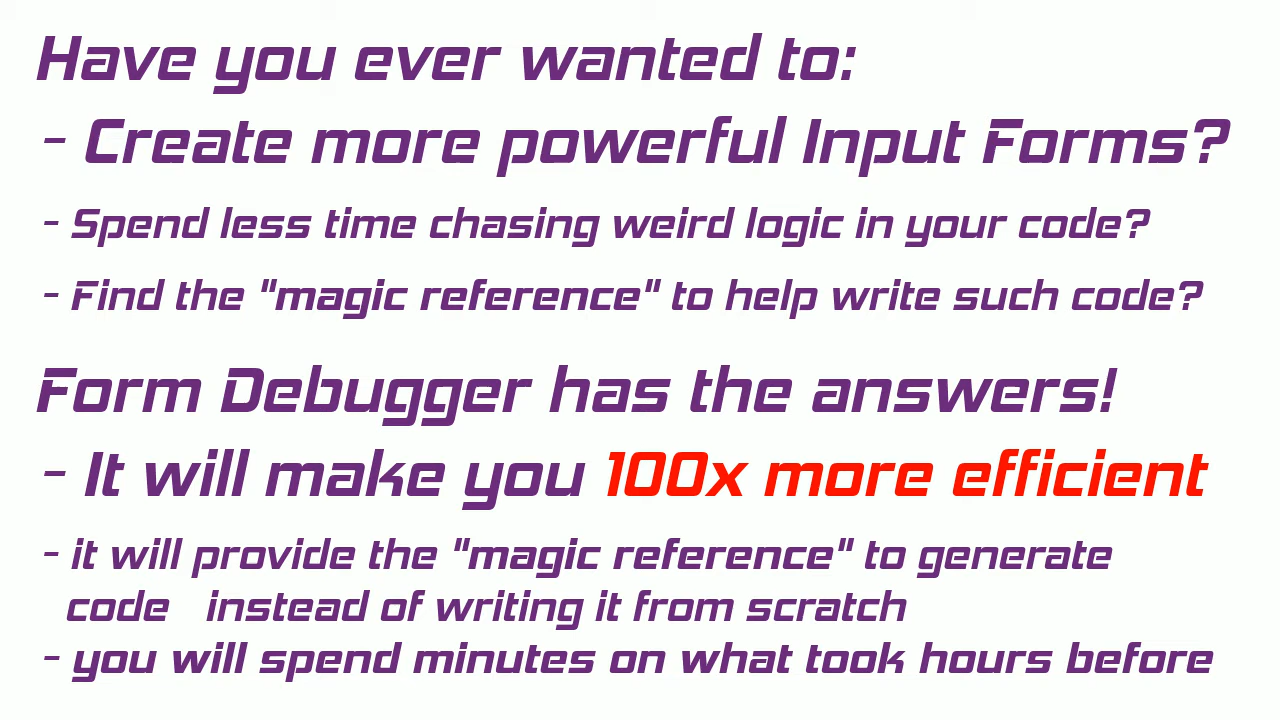 Have you ever wanted to:
- Create more powerful Input Forms?
- Spend less time chasing weird logic in your code?
- Find the "magic reference" to help write such code?
Form Debugger has the answers!
- It will make you 100x more efficient
- it will provide the "magic reference" to generate
code instead of writing it from scratch
- you will spend minutes on what took hours before